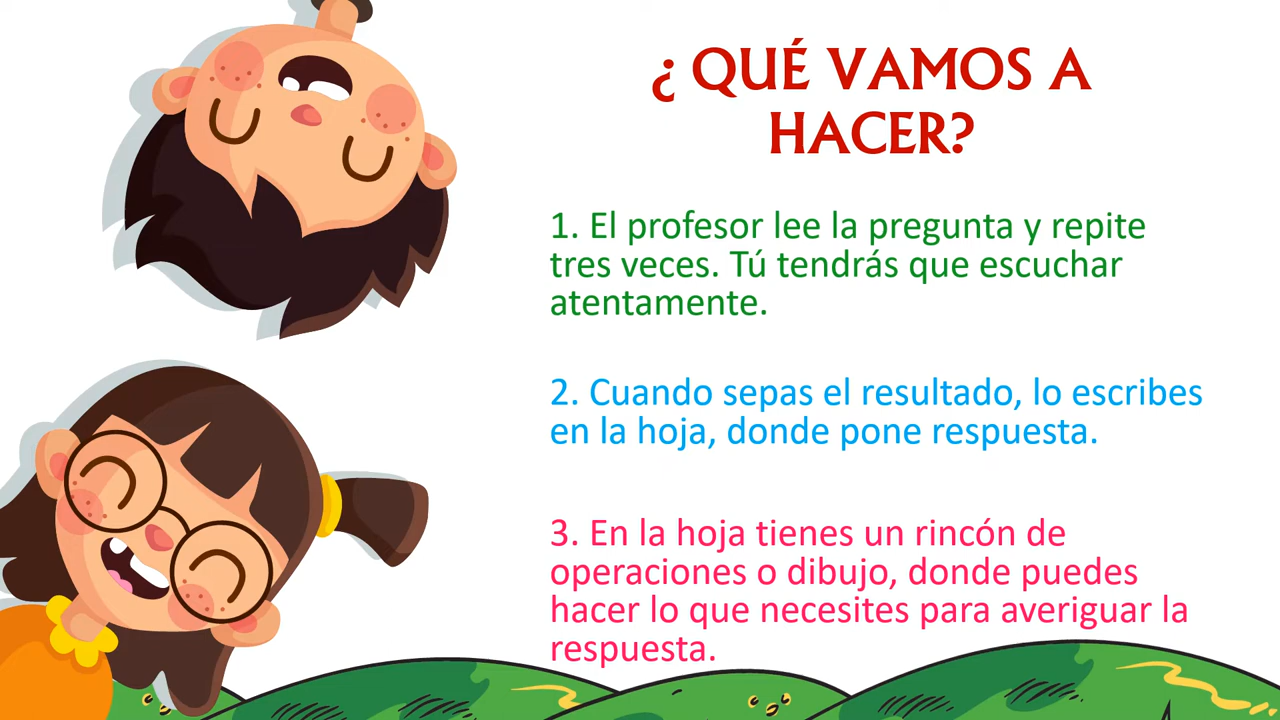 ¿ QUÉ VAMOS A
HACER?
1. El profesor lee la pregunta y repite
tres veces. Tú tendrás que escuchar
atentamente.
2. Cuando sepas el resultado, lo escribes
en la hoja, donde pone respuesta.
3. En la hoja tienes un rincón de
operaciones o dibujo, donde puedes
hacer lo que necesites para averiguar la
respuesta.